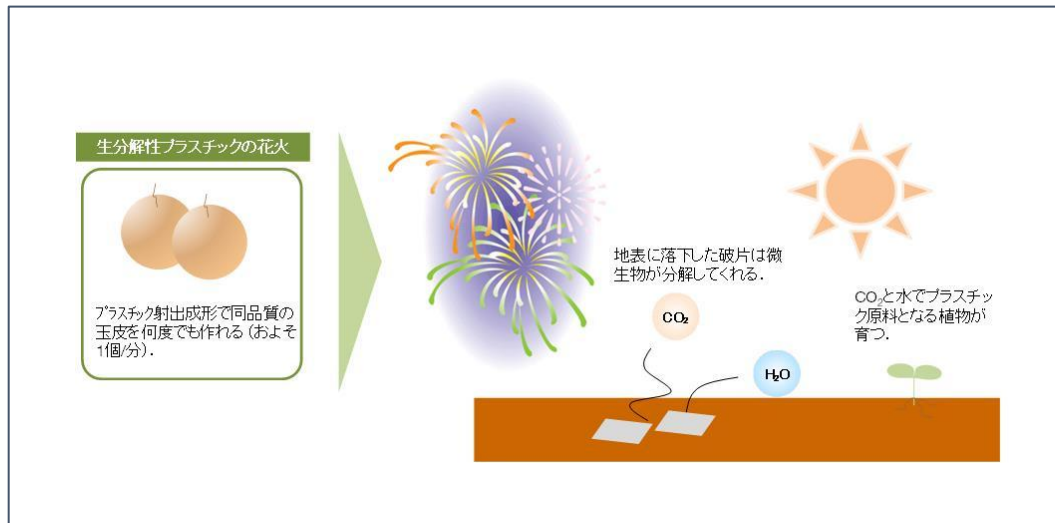 生分解性プラスチックの花火
プラスチック射出成形で同品質の
玉皮を何度でも作れる（およそ
1個/分）.
地表に落下した破片は微
生物が分解してくれる.
CO₂
H₂O
CO₂と水でプラスチッ
ク原料となる植物が
育つ.